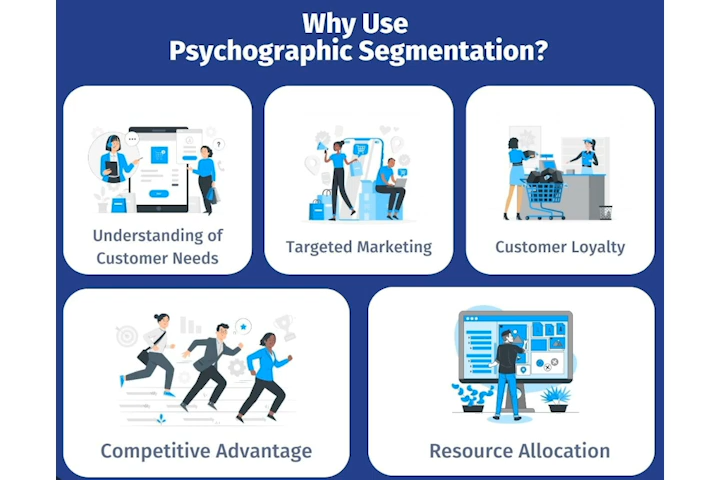 Why Use
Psychographic Segmentation?
Understanding of
Customer Needs
Targeted Marketing
Customer Loyalty
Competitive Advantage
Resource Allocation